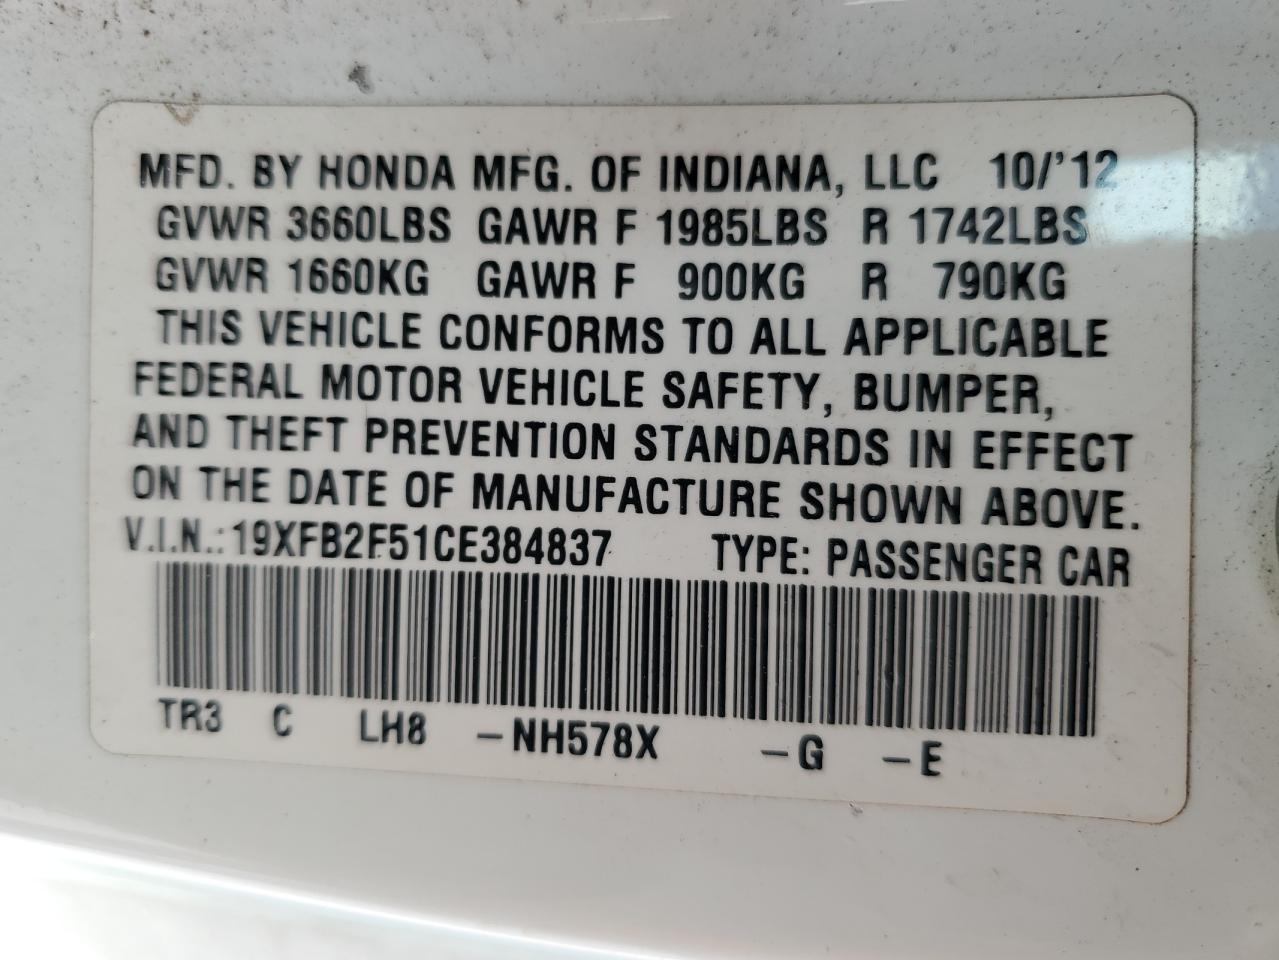 MFD. BY HONDA MFG. OF INDIANA, LLC 10/'12
GVWR 3660LBS GAWR F 1985LBS R 1742LBS
GVWR 1660KG GAWR F 900KG R 790KG
THIS VEHICLE CONFORMS TO ALL APPLICABLE
FEDERAL MOTOR VEHICLE SAFETY, BUMPER,
AND THEFT PREVENTION STANDARDS IN EFFECT
ON THE DATE OF MANUFACTURE SHOWN ABOVE.
V.I.N.: 19XFB2F51CE384837 TYPE: PASSENGER CAR
TR3 C LH8 –NH578X –G –E